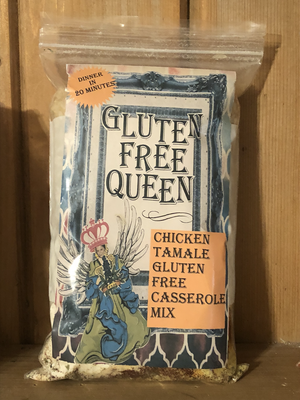 DINNER
IN
20 MINUTES
GLUTEN
FREE
QUEEN
CHICKEN
TAMALE
GLUTEN
FREE
CASSEROLE
MIX